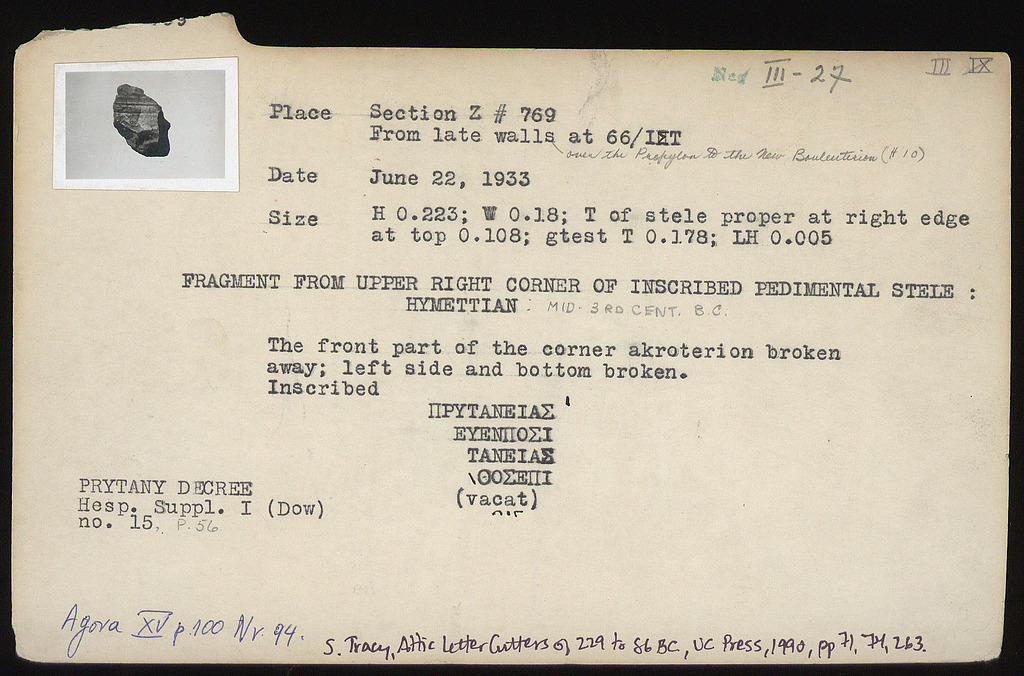 Neg III - 27
III IX
Place Section Z # 769
From late walls at 66/ΙΣΤ
over the Propylon to the New Bouleuterion (H 10)
Date June 22, 1933
Size H 0.223; W 0.18; T of stele proper at right edge
at top 0.108; gtest T 0.178; LH 0.005
FRAGMENT FROM UPPER RIGHT CORNER OF INSCRIBED PEDIMENTAL STELE :
HYMETTIAN : MID- 3RD CENT. B.C.
The front part of the corner akroterion broken
away; left side and bottom broken.
Inscribed
ΠΡΥΤΑΝΕΙΑΣ
ΕΥΕΝΠΟΣΙ
ΤΑΝΕΙΑΣ
\ΘΟΣΕΠΙ
(vacat)
PRYTANY DECREE
Hesp. Suppl. I (Dow)
no. 15, P. 56
Agora XV p.100 Nr. 94.
S. Tracy, Attic Letter Cutters of 229 to 86 BC, UC Press, 1990, pp 71, 74, 263.